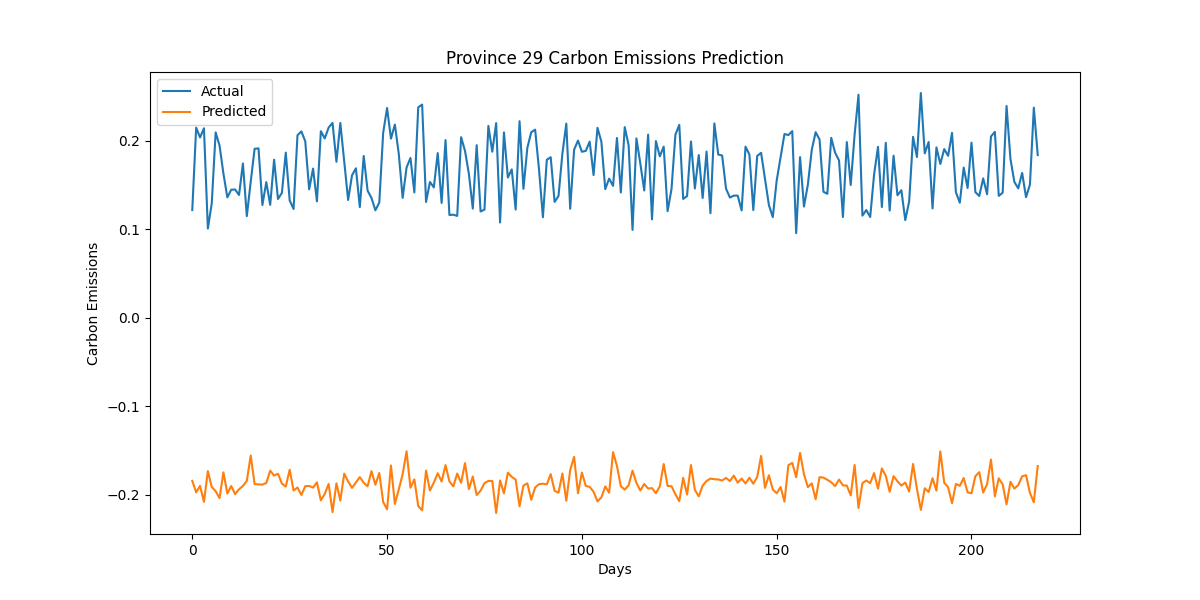 Province 29 Carbon Emissions Prediction
Actual
Predicted
Carbon Emissions
0.2
0.1
0.0
−0.1
−0.2
0
50
100
150
200
Days